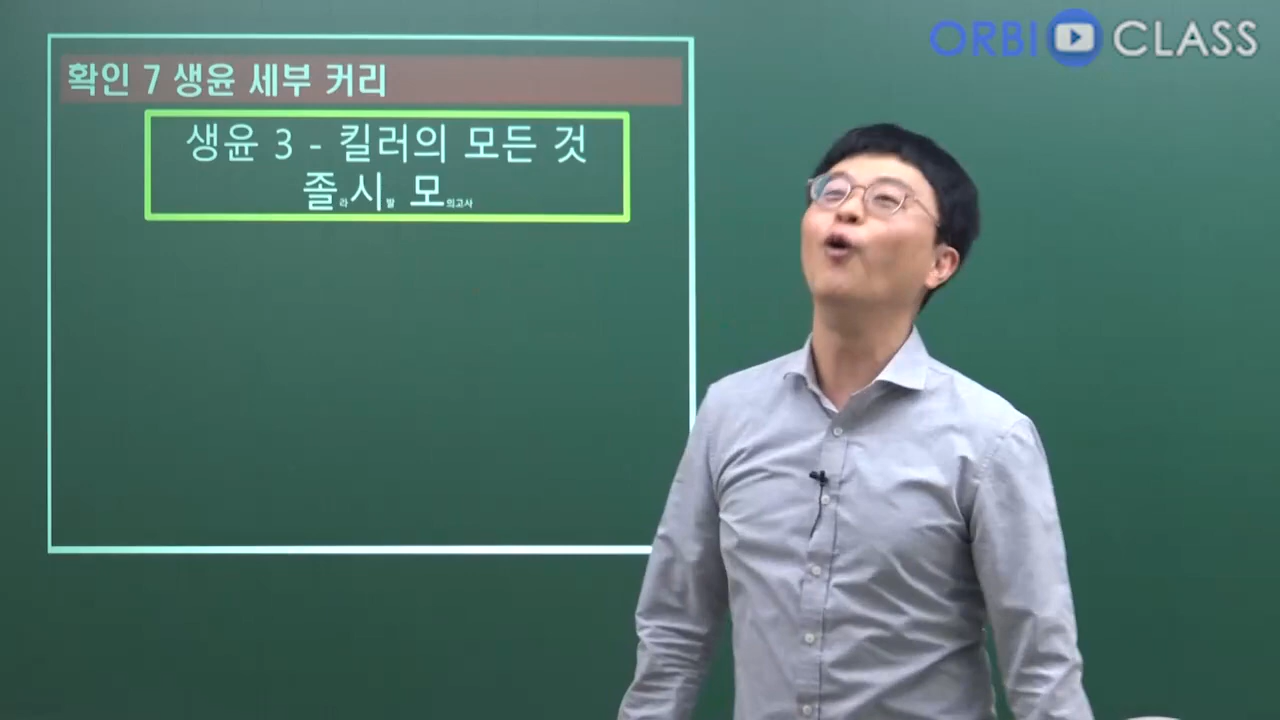 ORBI CLASS
확인 7 생윤 세부 커리
생윤 3 - 킬러의 모든 것
졸라시발 모의고사